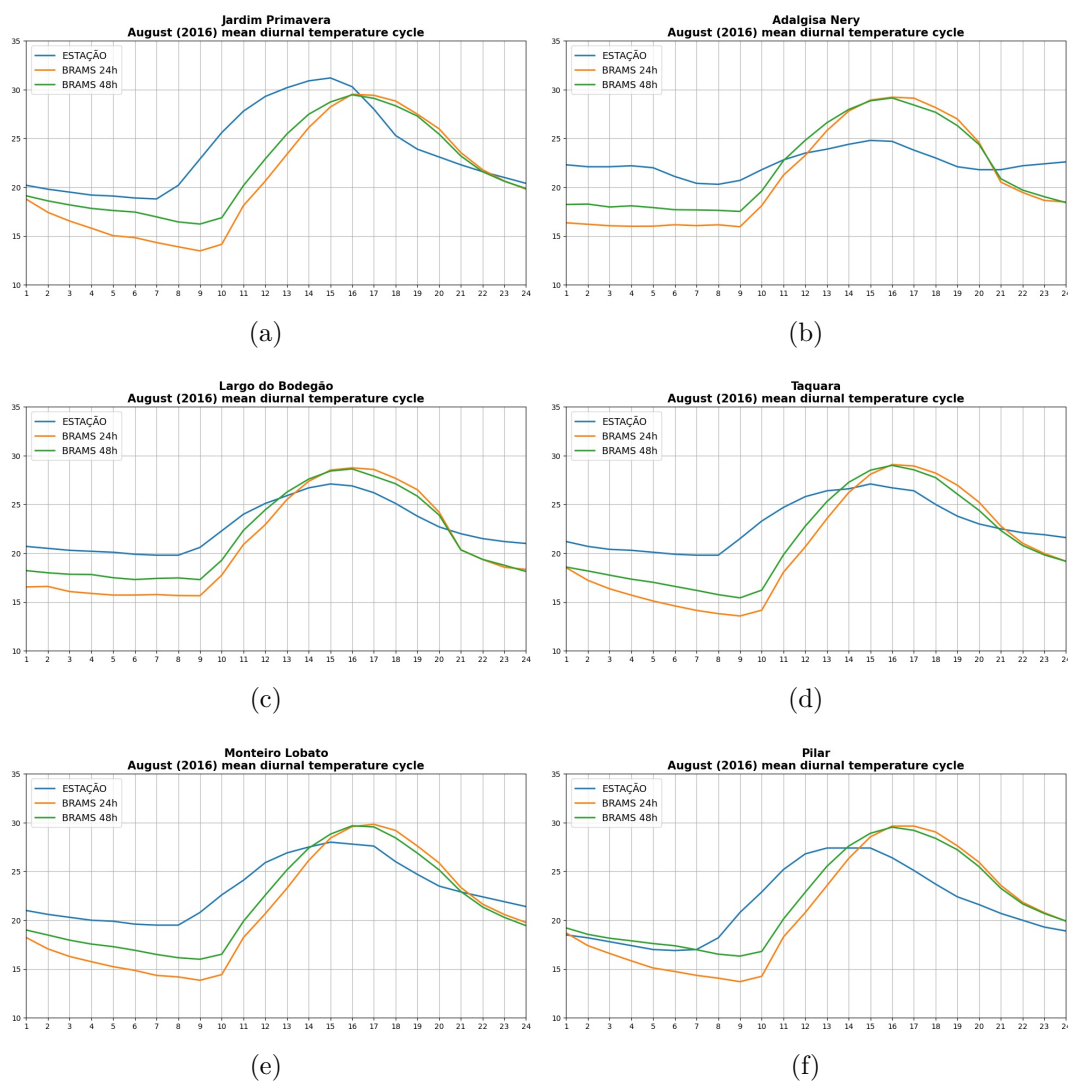 Jardim Primavera
August (2016) mean diurnal temperature cycle
35
30
25
20
15
10
ESTAÇÃO
BRAMS 24h
BRAMS 48h
1 2 3 4 5 6 7 8 9 10 11 12 13 14 15 16 17 18 19 20 21 22 23 24
(a)
Adalgisa Nery
August (2016) mean diurnal temperature cycle
35
30
25
20
15
10
ESTAÇÃO
BRAMS 24h
BRAMS 48h
1 2 3 4 5 6 7 8 9 10 11 12 13 14 15 16 17 18 19 20 21 22 23 24
(b)
Largo do Bodegão
August (2016) mean diurnal temperature cycle
35
30
25
20
15
10
ESTAÇÃO
BRAMS 24h
BRAMS 48h
1 2 3 4 5 6 7 8 9 10 11 12 13 14 15 16 17 18 19 20 21 22 23 24
(c)
Taquara
August (2016) mean diurnal temperature cycle
35
30
25
20
15
10
ESTAÇÃO
BRAMS 24h
BRAMS 48h
1 2 3 4 5 6 7 8 9 10 11 12 13 14 15 16 17 18 19 20 21 22 23 24
(d)
Monteiro Lobato
August (2016) mean diurnal temperature cycle
35
30
25
20
15
10
ESTAÇÃO
BRAMS 24h
BRAMS 48h
1 2 3 4 5 6 7 8 9 10 11 12 13 14 15 16 17 18 19 20 21 22 23 24
(e)
Pilar
August (2016) mean diurnal temperature cycle
35
30
25
20
15
10
ESTAÇÃO
BRAMS 24h
BRAMS 48h
1 2 3 4 5 6 7 8 9 10 11 12 13 14 15 16 17 18 19 20 21 22 23 24
(f)